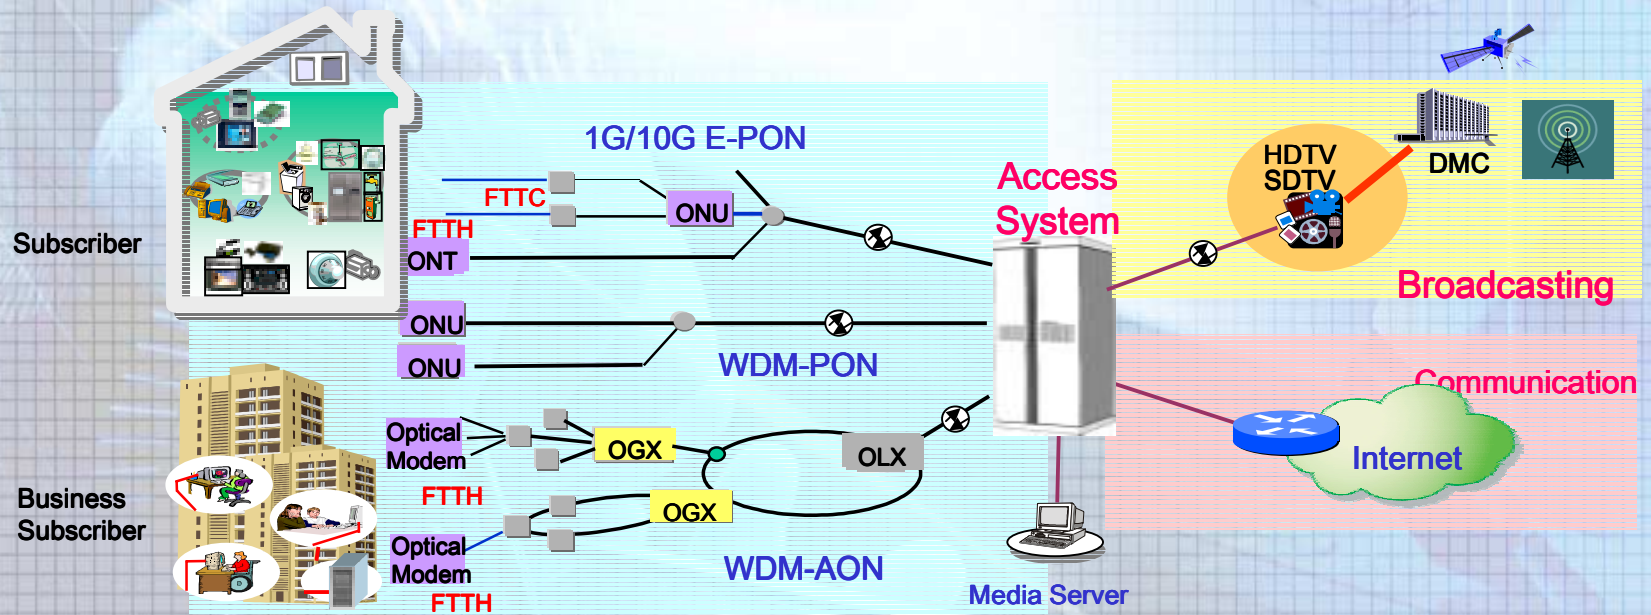 1G/10G E-PON
HDTV
SDTV
DMC
Access
System
FTTC
ONU
FTTH
Subscriber
ONT
Broadcasting
ONU
ONU
WDM-PON
Communication
Optical
Modem
OGX
OLX
Internet
FTTH
Business
Subscriber
OGX
Optical
Modem
WDM-AON
FTTH
Media Server